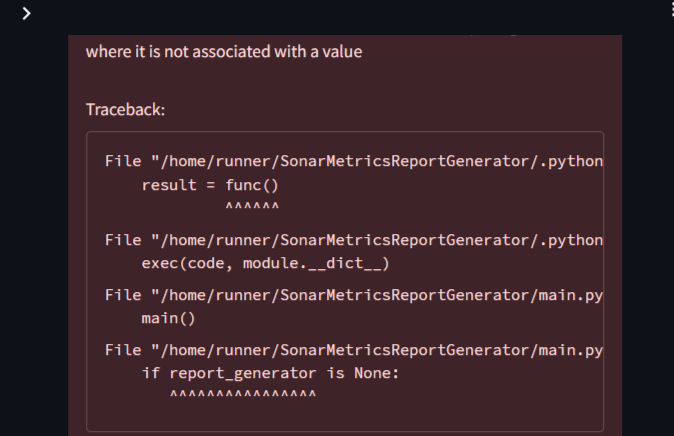 where it is not associated with a value
Traceback:
File "/home/runner/SonarMetricsReportGenerator/.python
result = func()
^^^^^^
File "/home/runner/SonarMetricsReportGenerator/.python
exec(code, module.__dict__)
File "/home/runner/SonarMetricsReportGenerator/main.py
main()
File "/home/runner/SonarMetricsReportGenerator/main.py
if report_generator is None:
^^^^^^^^^^^^^^^^